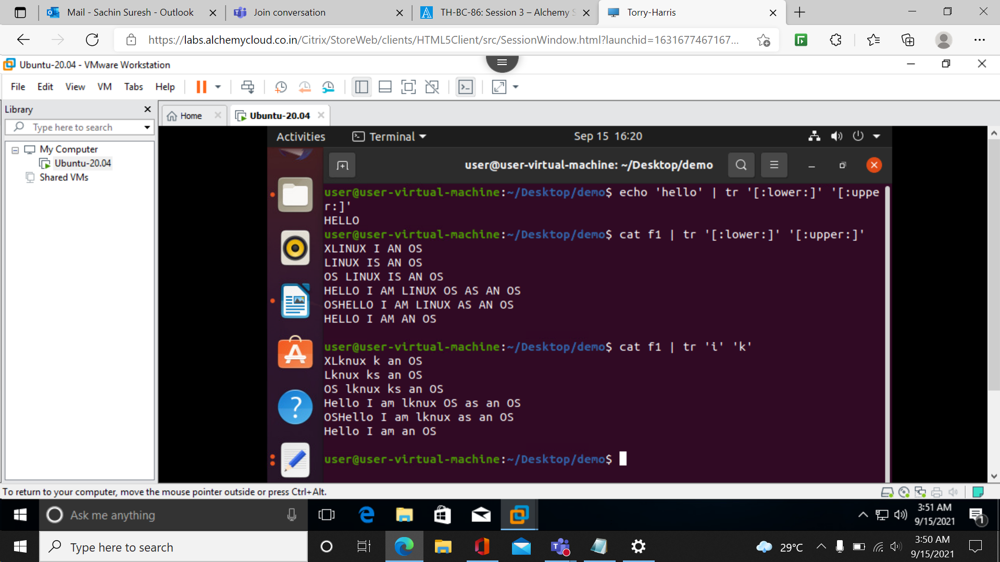 Mail - Sachin Suresh - Outlook
Join conversation
TH-BC-86: Session 3 – Alchemy S
Torry-Harris
https://labs.alchemycloud.co.in/Citrix/StoreWeb/clients/HTML5Client/src/SessionWindow.html?launchid=1631677467167...
Ubuntu-20.04 - VMware Workstation
File Edit View VM Tabs Help
Library
Type here to search
My Computer
Ubuntu-20.04
Shared VMs
Home
Ubuntu-20.04
Activities
Terminal
Sep 15 16:20
user@user-virtual-machine: ~/Desktop/demo
user@user-virtual-machine:~/Desktop/demo$ echo 'hello' | tr '[:lower:]' '[:uppe
r:]'
HELLO
user@user-virtual-machine:~/Desktop/demo$ cat f1 | tr '[:lower:]' '[:upper:]'
XLINUX I AN OS
LINUX IS AN OS
OS LINUX IS AN OS
HELLO I AM LINUX OS AS AN OS
OSHELLO I AM LINUX AS AN OS
HELLO I AM AN OS
user@user-virtual-machine:~/Desktop/demo$ cat f1 | tr 'i' 'k'
XLknux k an OS
Lknux ks an OS
OS lknux ks an OS
Hello I am lknux OS as an OS
OSHello I am lknux as an OS
Hello I am an OS
user@user-virtual-machine:~/Desktop/demo$
To return to your computer, move the mouse pointer outside or press Ctrl+Alt.
Ask me anything
3:51 AM
9/15/2021
1
Type here to search
29°C
3:50 AM
9/15/2021